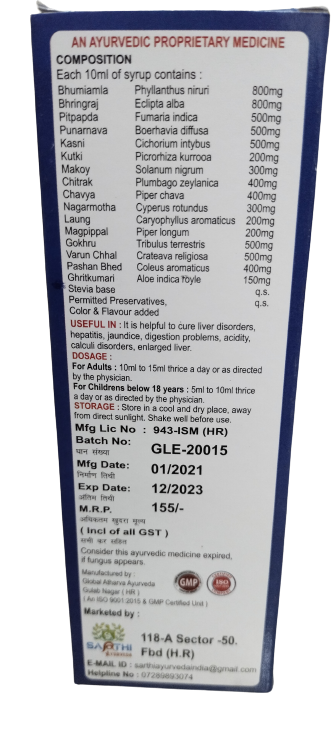 AN AYURVEDIC PROPRIETARY MEDICINE
COMPOSITION
Each 10ml of syrup contains :
Bhumiamla Phyllanthus niruri 800mg
Bhringraj Eclipta alba 800mg
Pitpapda Fumaria indica 500mg
Punarnava Boerhavia diffusa 500mg
Kasni Cichorium intybus 500mg
Kutki Picrorhiza kurrooa 200mg
Makoy Solanum nigrum 300mg
Chitrak Plumbago zeylanica 400mg
Chavya Piper chava 400mg
Nagarmotha Cyperus rotundus 300mg
Laung Caryophyllus aromaticus 200mg
Magpippal Piper longum 200mg
Gokhru Tribulus terrestris 500mg
Varun Chhal Crateava religiosa 500mg
Pashan Bhed Coleus aromaticus 400mg
Ghritkumari Aloe indica royle 150mg
Stevia base q.s.
Permitted Preservatives, q.s.
Color & Flavour added
USEFUL IN : It is helpful to cure liver disorders,
hepatitis, jaundice, digestion problems, acidity,
calculi disorders, enlarged liver.
DOSAGE :
For Adults : 10ml to 15ml thrice a day or as directed
by the physician.
For Childrens below 18 years : 5ml to 10ml thrice
a day or as directed by the physician.
STORAGE : Store in a cool and dry place, away
from direct sunlight. Shake well before use.
Mfg Lic No : 943-ISM (HR)
Batch No: GLE-20015
घान संख्या
Mfg Date: 01/2021
निर्माण तिथी
Exp Date: 12/2023
अंतिम तिथी
M.R.P. 155/-
अधिकतम खुदरा मूल्य
( Incl of all GST )
सभी कर सहित
Consider this ayurvedic medicine expired,
if fungus appears.
Manufactured by :
Global Atharva Ayurveda
Gulab Nagar ( HR )
( An ISO 9001:2015 & GMP Certified Unit )
GMP
ISO
Marketed by :
SARTHI
118-A Sector -50.
Fbd (H.R)
E-MAIL ID : sarthiayurvedaindia@gmail.com
Helpline No : 07289893074